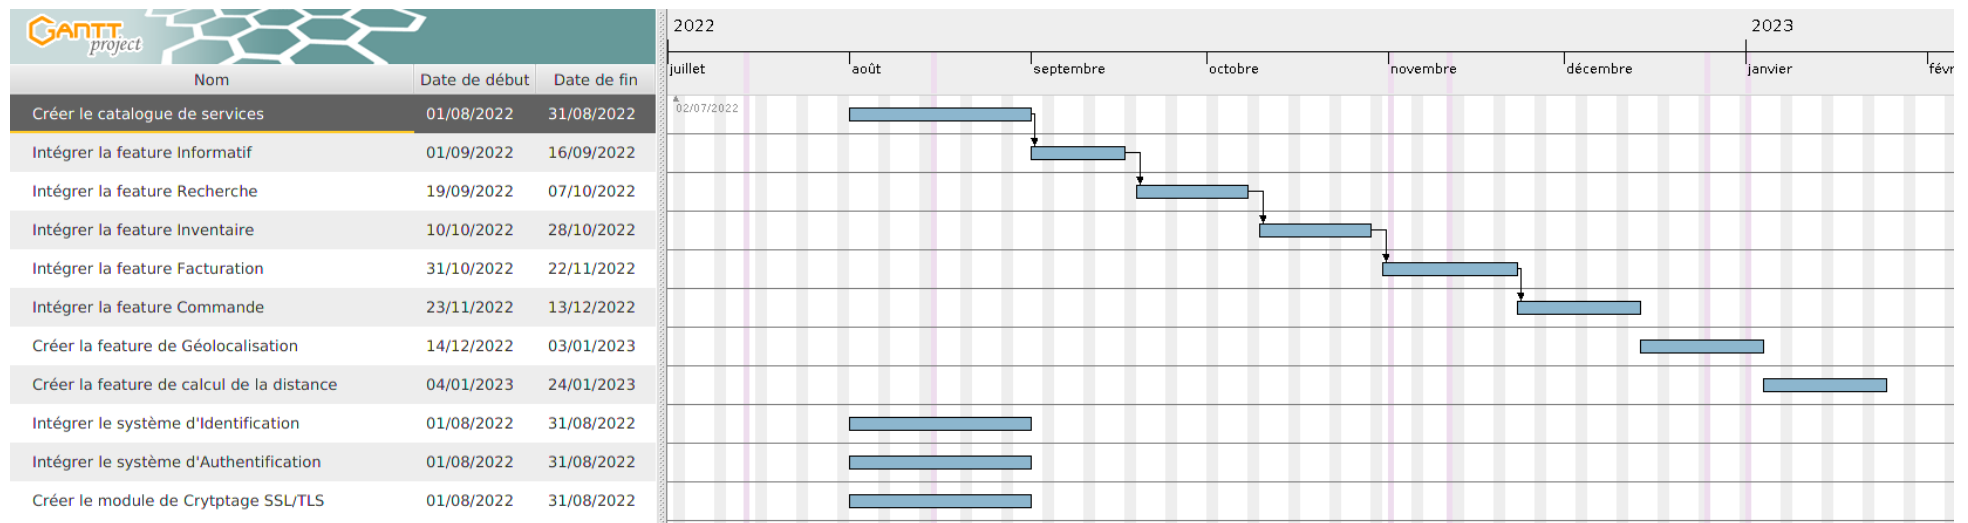 GANTT
project
2022
2023
juillet
août
septembre
octobre
novembre
décembre
janvier
févr
Nom
Date de début
Date de fin
02/07/2022
Créer le catalogue de services 01/08/2022 31/08/2022
Intégrer la feature Informatif 01/09/2022 16/09/2022
Intégrer la feature Recherche 19/09/2022 07/10/2022
Intégrer la feature Inventaire 10/10/2022 28/10/2022
Intégrer la feature Facturation 31/10/2022 22/11/2022
Intégrer la feature Commande 23/11/2022 13/12/2022
Créer la feature de Géolocalisation 14/12/2022 03/01/2023
Créer la feature de calcul de la distance 04/01/2023 24/01/2023
Intégrer le système d'Identification 01/08/2022 31/08/2022
Intégrer le système d'Authentification 01/08/2022 31/08/2022
Créer le module de Crytptage SSL/TLS 01/08/2022 31/08/2022